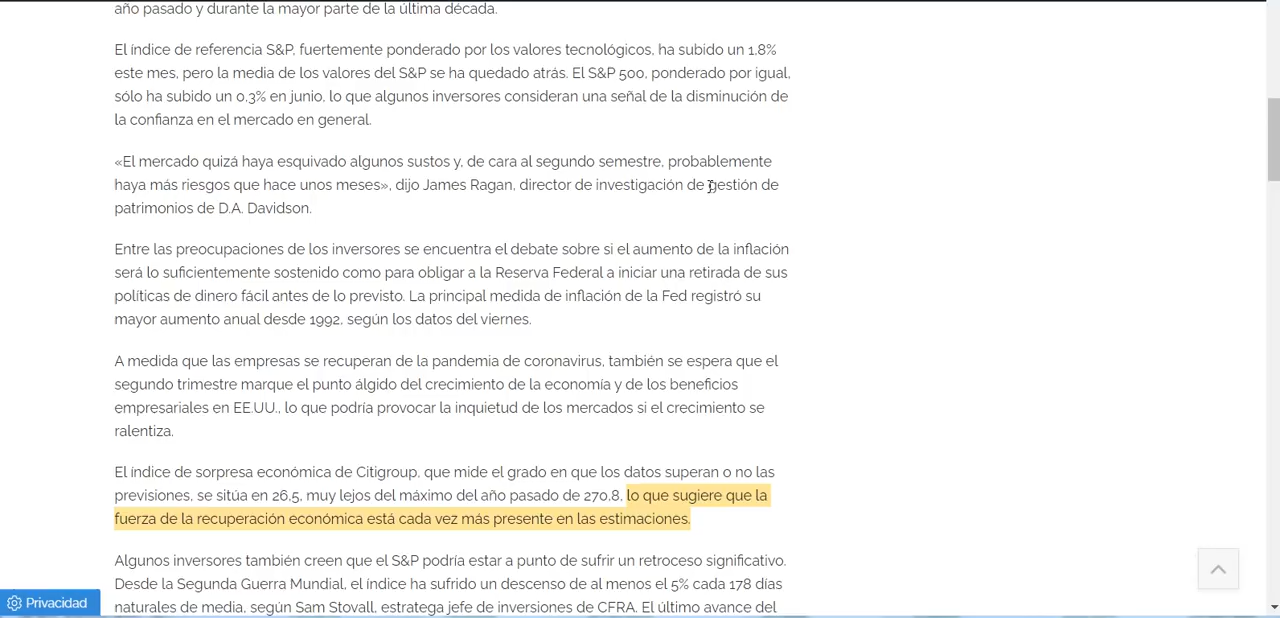 año pasado y durante la mayor parte de la última década.
El índice de referencia S&P, fuertemente ponderado por los valores tecnológicos, ha subido un 1,8%
este mes, pero la media de los valores del S&P se ha quedado atrás. El S&P 500, ponderado por igual,
sólo ha subido un 0,3% en junio, lo que algunos inversores consideran una señal de la disminución de
la confianza en el mercado en general.
«El mercado quizá haya esquivado algunos sustos y, de cara al segundo semestre, probablemente
haya más riesgos que hace unos meses», dijo James Ragan, director de investigación de gestión de
patrimonios de D.A. Davidson.
Entre las preocupaciones de los inversores se encuentra el debate sobre si el aumento de la inflación
será lo suficientemente sostenido como para obligar a la Reserva Federal a iniciar una retirada de sus
políticas de dinero fácil antes de lo previsto. La principal medida de inflación de la Fed registró su
mayor aumento anual desde 1992, según los datos del viernes.
A medida que las empresas se recuperan de la pandemia de coronavirus, también se espera que el
segundo trimestre marque el punto álgido del crecimiento de la economía y de los beneficios
empresariales en EE.UU., lo que podría provocar la inquietud de los mercados si el crecimiento se
ralentiza.
El índice de sorpresa económica de Citigroup, que mide el grado en que los datos superan o no las
previsiones, se sitúa en 26,5, muy lejos del máximo del año pasado de 270,8, lo que sugiere que la
fuerza de la recuperación económica está cada vez más presente en las estimaciones.
Algunos inversores también creen que el S&P podría estar a punto de sufrir un retroceso significativo.
Desde la Segunda Guerra Mundial, el índice ha sufrido un descenso de al menos el 5% cada 178 días
naturales de media, según Sam Stovall, estratega jefe de inversiones de CFRA. El último avance del
Privacidad